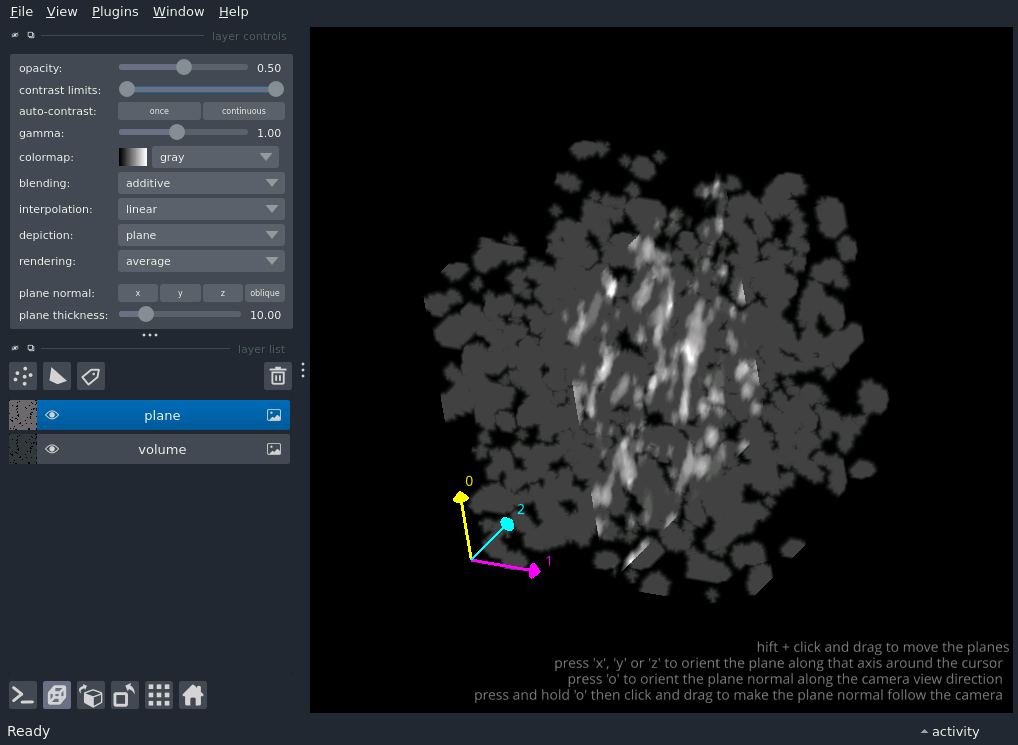 File View Plugins Window Help
layer controls
opacity: 0.50
contrast limits:
auto-contrast: once continuous
gamma: 1.00
colormap: gray
blending: additive
interpolation: linear
depiction: plane
rendering: average
plane normal: x y z oblique
plane thickness: 10.00
layer list
plane
volume
0
2
1
hift + click and drag to move the planes
press 'x', 'y' or 'z' to orient the plane along that axis around the cursor
press 'o' to orient the plane normal along the camera view direction
press and hold 'o' then click and drag to make the plane normal follow the camera
Ready activity